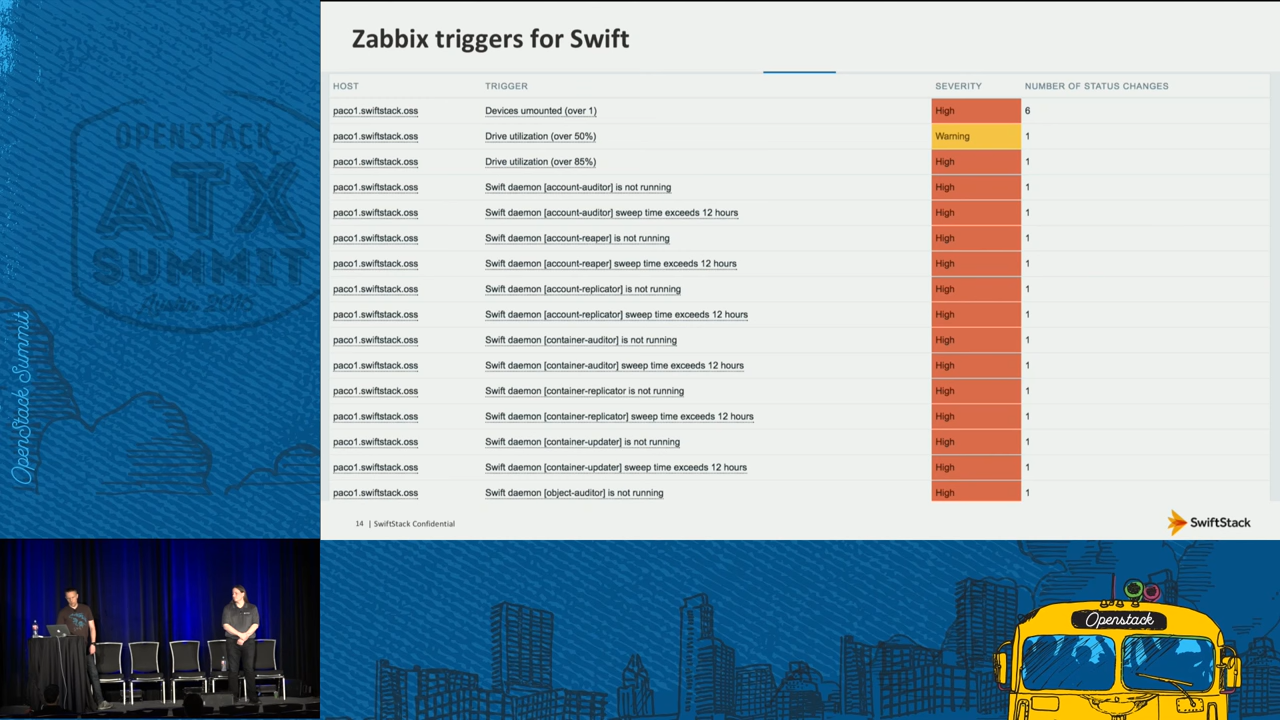 OPENSTACK
ATX
SUMMIT
OpenStack Summit
Zabbix triggers for Swift
HOST TRIGGER SEVERITY NUMBER OF STATUS CHANGES
paco1.swiftstack.oss Devices umounted (over 1) High 6
paco1.swiftstack.oss Drive utilization (over 50%) Warning 1
paco1.swiftstack.oss Drive utilization (over 85%) High 1
paco1.swiftstack.oss Swift daemon [account-auditor] is not running High 1
paco1.swiftstack.oss Swift daemon [account-auditor] sweep time exceeds 12 hours High 1
paco1.swiftstack.oss Swift daemon [account-reaper] is not running High 1
paco1.swiftstack.oss Swift daemon [account-reaper] sweep time exceeds 12 hours High 1
paco1.swiftstack.oss Swift daemon [account-replicator] is not running High 1
paco1.swiftstack.oss Swift daemon [account-replicator] sweep time exceeds 12 hours High 1
paco1.swiftstack.oss Swift daemon [container-auditor] is not running High 1
paco1.swiftstack.oss Swift daemon [container-auditor] sweep time exceeds 12 hours High 1
paco1.swiftstack.oss Swift daemon [container-replicator is not running High 1
paco1.swiftstack.oss Swift daemon [container-replicator] sweep time exceeds 12 hours High 1
paco1.swiftstack.oss Swift daemon [container-updater] is not running High 1
paco1.swiftstack.oss Swift daemon [container-updater] sweep time exceeds 12 hours High 1
paco1.swiftstack.oss Swift daemon [object-auditor] is not running High 1
14 | SwiftStack Confidential
SwiftStack
Openstack